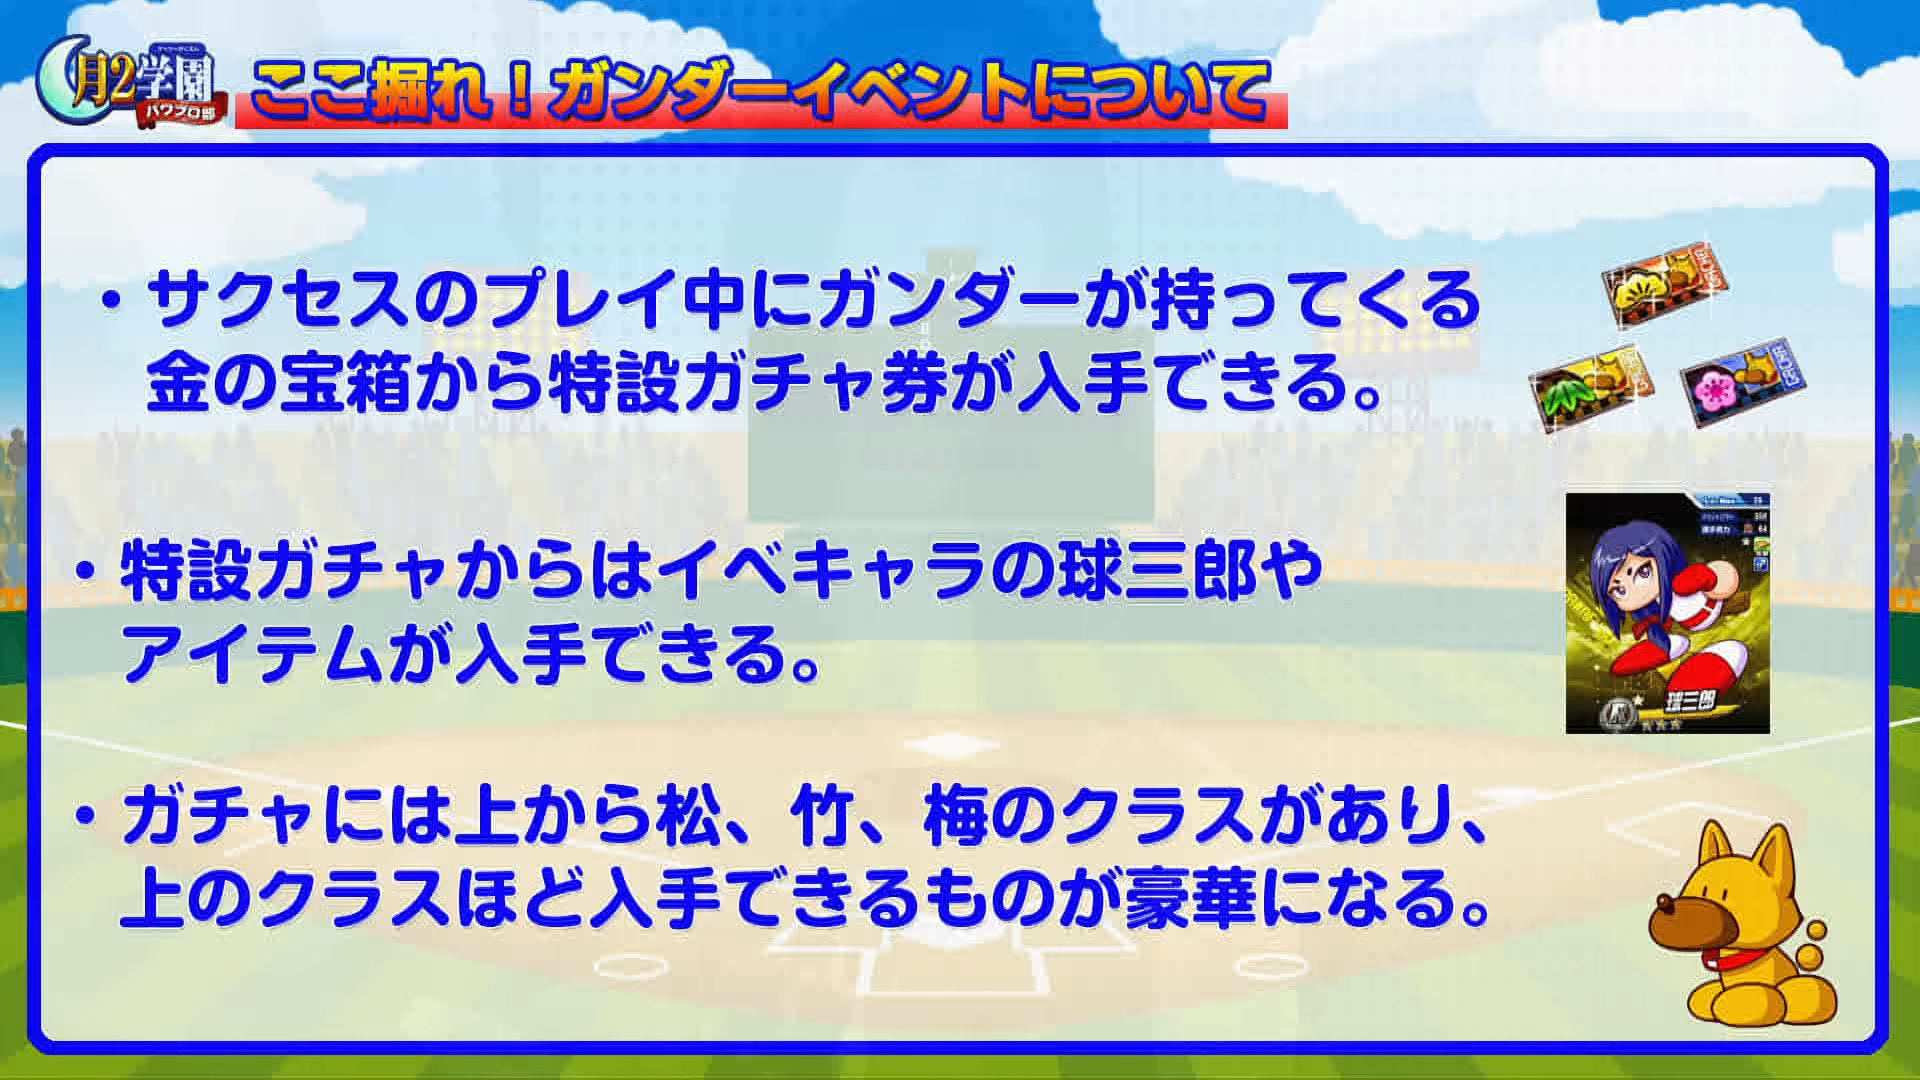 月2学園
パワプロ部
ここ掘れ！ガンダーイベントについて
・サクセスのプレイ中にガンダーが持ってくる
金の宝箱から特設ガチャ券が入手できる。
・特設ガチャからはイベキャラの球三郎や
アイテムが入手できる。
球三郎
・ガチャには上から松、竹、梅のクラスがあり、
上のクラスほど入手できるものが豪華になる。